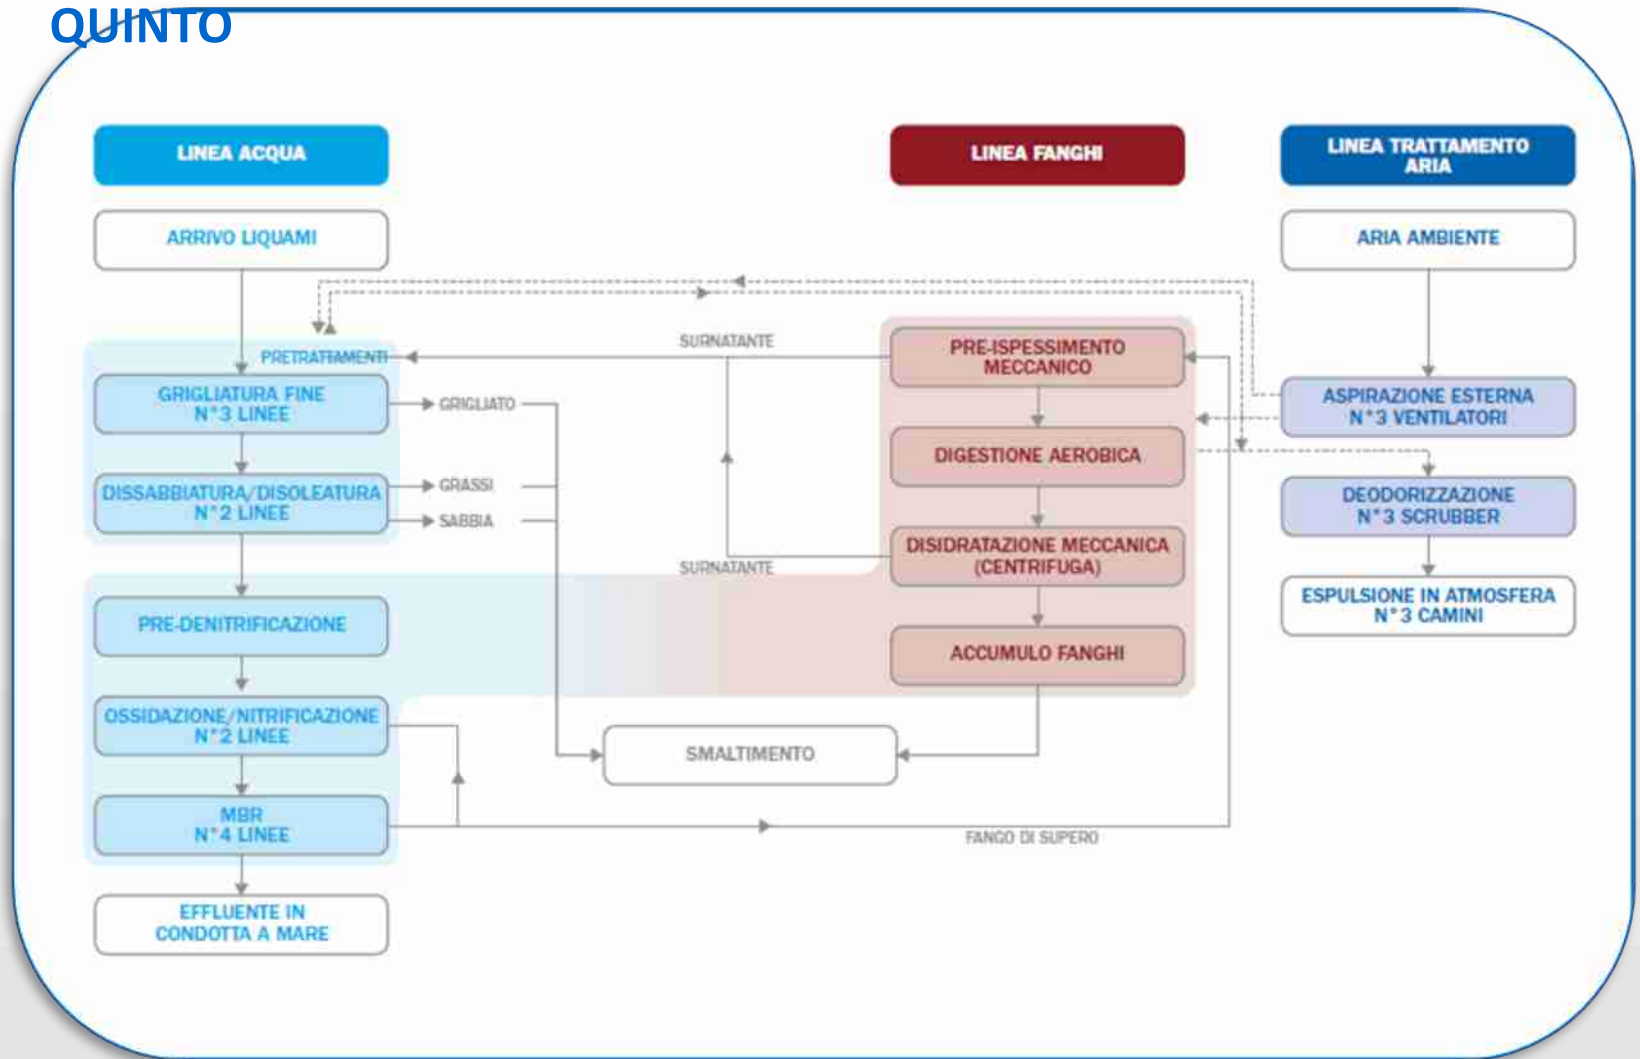 QUINTO
LINEA ACQUA
ARRIVO LIQUAMI
PRETRATTAMENTI
GRIGLIATURA FINE
N°3 LINEE
GRIGLIATO
DISSABBIATURA/DISOLEATURA
N°2 LINEE
GRASSI
SABBIA
PRE-DENITRIFICAZIONE
OSSIDAZIONE/NITRIFICAZIONE
N°2 LINEE
MBR
N°4 LINEE
EFFLUENTE IN
CONDOTTA A MARE
SURNATANTE
SURNATANTE
SMALTIMENTO
FANGO DI SUPERO
LINEA FANGHI
PRE-ISPESSIMENTO
MECCANICO
DIGESTIONE AEROBICA
DISIDRATAZIONE MECCANICA
(CENTRIFUGA)
ACCUMULO FANGHI
LINEA TRATTAMENTO
ARIA
ARIA AMBIENTE
ASPIRAZIONE ESTERNA
N°3 VENTILATORI
DEODORIZZAZIONE
N°3 SCRUBBER
ESPULSIONE IN ATMOSFERA
N°3 CAMINI